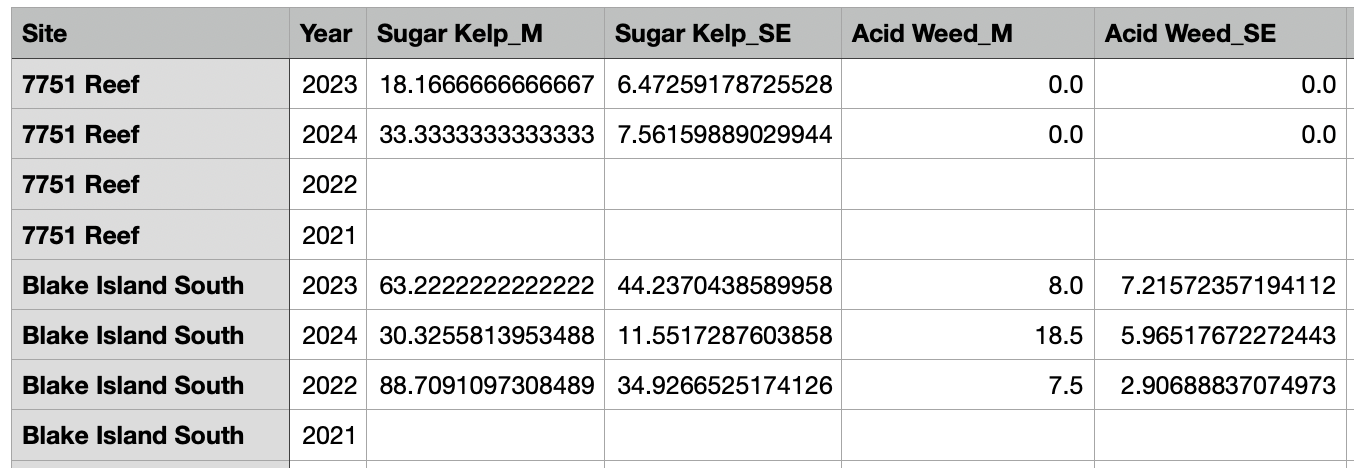 Site Year Sugar Kelp_M Sugar Kelp_SE Acid Weed_M Acid Weed_SE
7751 Reef 2023 18.1666666666667 6.47259178725528 0.0 0.0
7751 Reef 2024 33.3333333333333 7.56159889029944 0.0 0.0
7751 Reef 2022
7751 Reef 2021
Blake Island South 2023 63.2222222222222 44.2370438589958 8.0 7.21572357194112
Blake Island South 2024 30.3255813953488 11.5517287603858 18.5 5.96517672272443
Blake Island South 2022 88.7091097308489 34.9266525174126 7.5 2.90688837074973
Blake Island South 2021